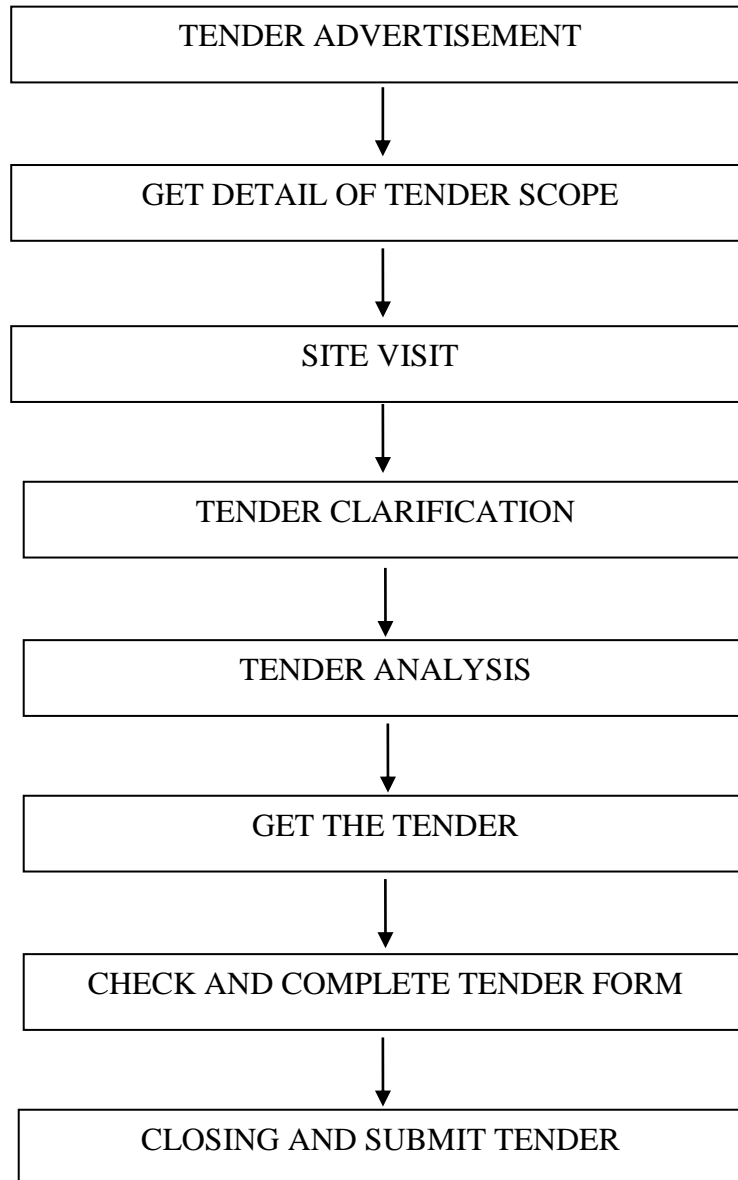 TENDER ADVERTISEMENT
GET DETAIL OF TENDER SCOPE
SITE VISIT
TENDER CLARIFICATION
TENDER ANALYSIS
GET THE TENDER
CHECK AND COMPLETE TENDER FORM
CLOSING AND SUBMIT TENDER